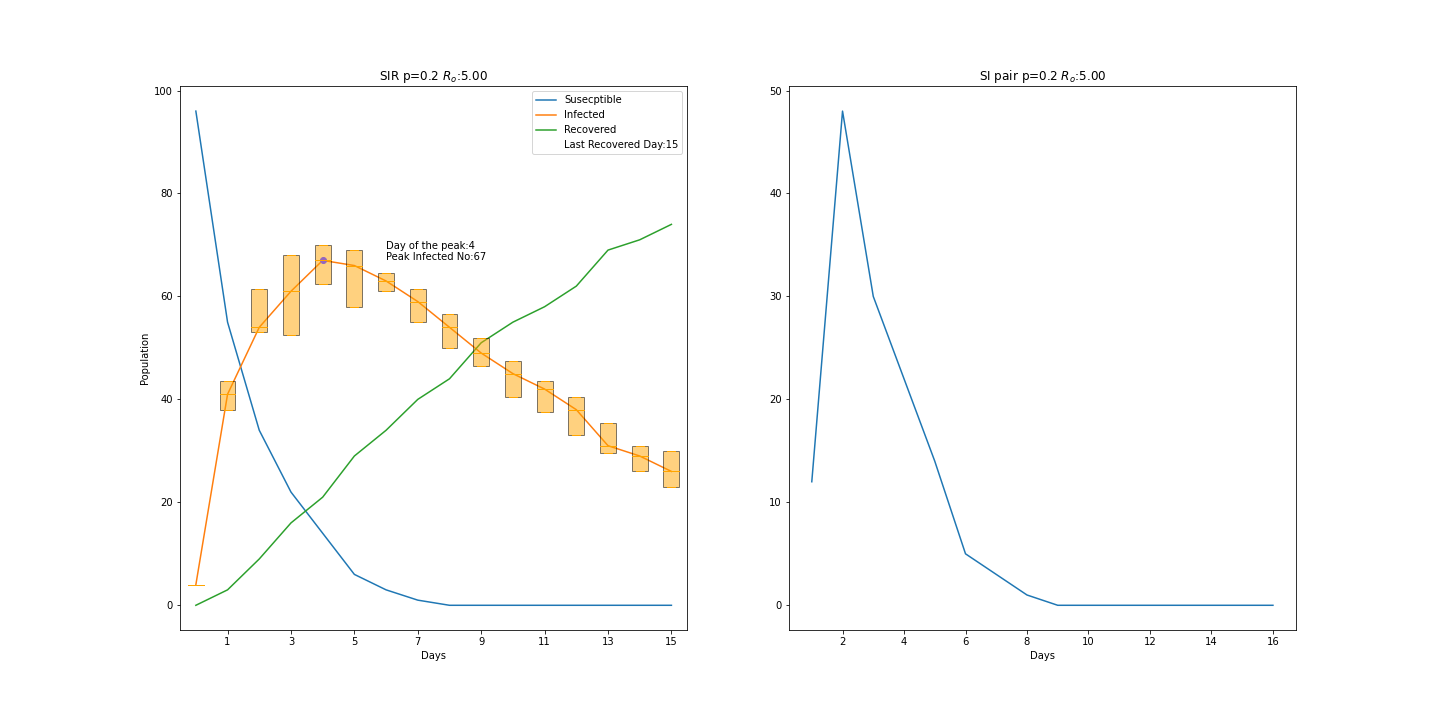 SIR p=0.2 Rₒ:5.00
100
80
60
40
20
0
Population
Susecptible
Infected
Recovered
Last Recovered Day:15
Day of the peak:4
Peak Infected No:67
1 3 5 7 9 11 13 15
Days
SI pair p=0.2 Rₒ:5.00
50
40
30
20
10
0
2 4 6 8 10 12 14 16
Days